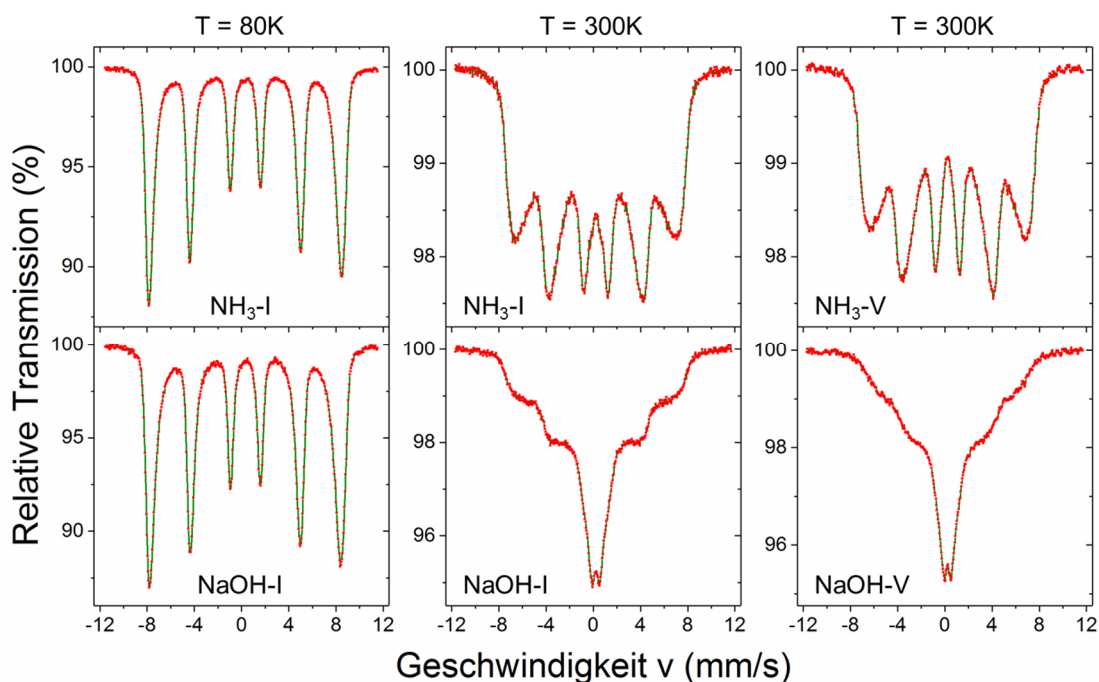 T = 80K
T = 300K
T = 300K
Relative Transmission (%)
100
95
90
NH₃-I
100
99
98
NH₃-I
100
99
98
NH₃-V
100
95
90
NaOH-I
100
98
96
NaOH-I
100
98
96
NaOH-V
-12 -8 -4 0 4 8 12
-12 -8 -4 0 4 8 12
-12 -8 -4 0 4 8 12
Geschwindigkeit v (mm/s)